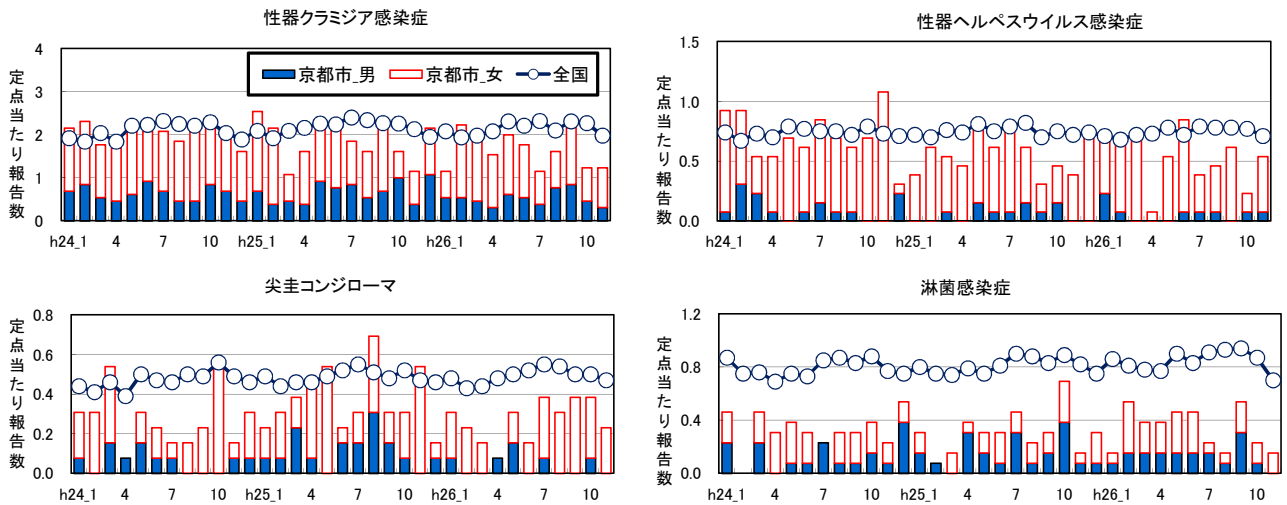 性器クラミジア感染症
4
3
2
1
0
定点当たり報告数
京都市_男 京都市_女 全国
h24_1 4 7 10 h25_1 4 7 10 h26_1 4 7 10
性器ヘルペスウイルス感染症
1.5
1.0
0.5
0.0
定点当たり報告数
h24_1 4 7 10 h25_1 4 7 10 h26_1 4 7 10
尖圭コンジローマ
0.8
0.6
0.4
0.2
0.0
定点当たり報告数
h24_1 4 7 10 h25_1 4 7 10 h26_1 4 7 10
淋菌感染症
1.2
0.8
0.4
0.0
定点当たり報告数
h24_1 4 7 10 h25_1 4 7 10 h26_1 4 7 10